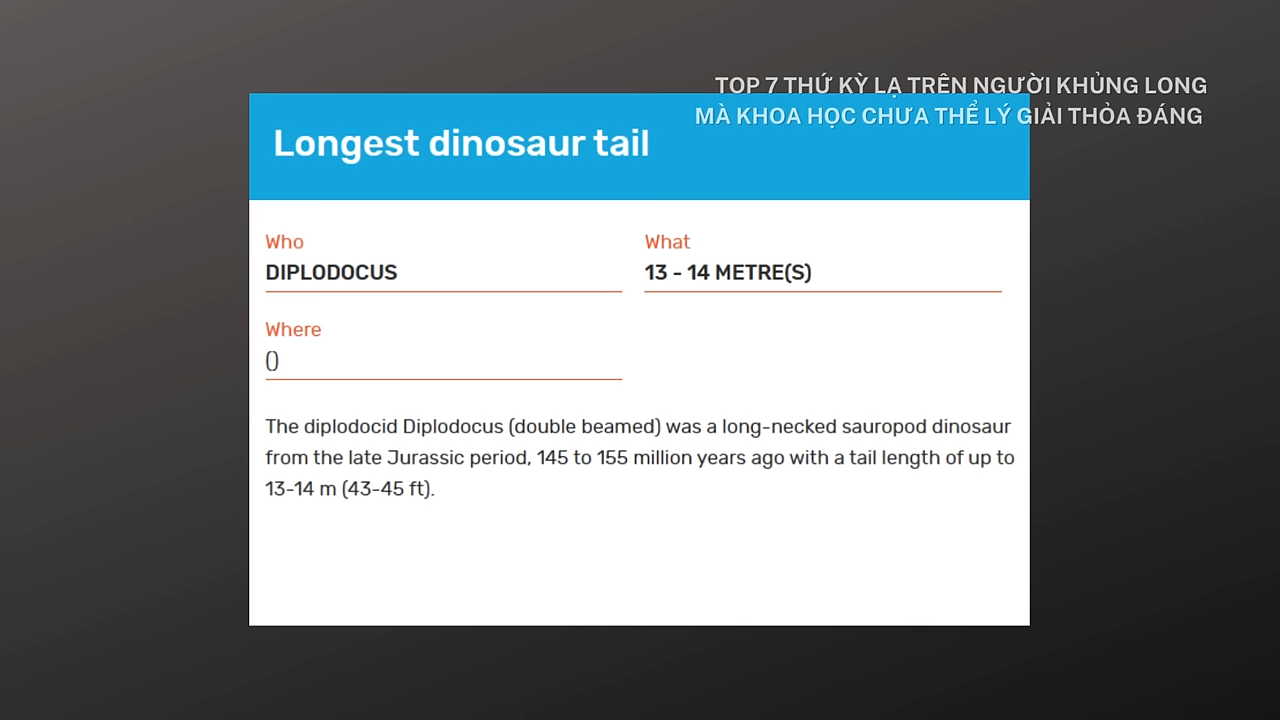 TOP 7 THỨ KỲ LẠ TRÊN NGƯỜI KHỦNG LONG
MÀ KHOA HỌC CHƯA THỂ LÝ GIẢI THỎA ĐÁNG
Longest dinosaur tail
Who
DIPLODOCUS
What
13 - 14 METRE(S)
Where
()
The diplodocid Diplodocus (double beamed) was a long-necked sauropod dinosaur
from the late Jurassic period, 145 to 155 million years ago with a tail length of up to
13-14 m (43-45 ft).